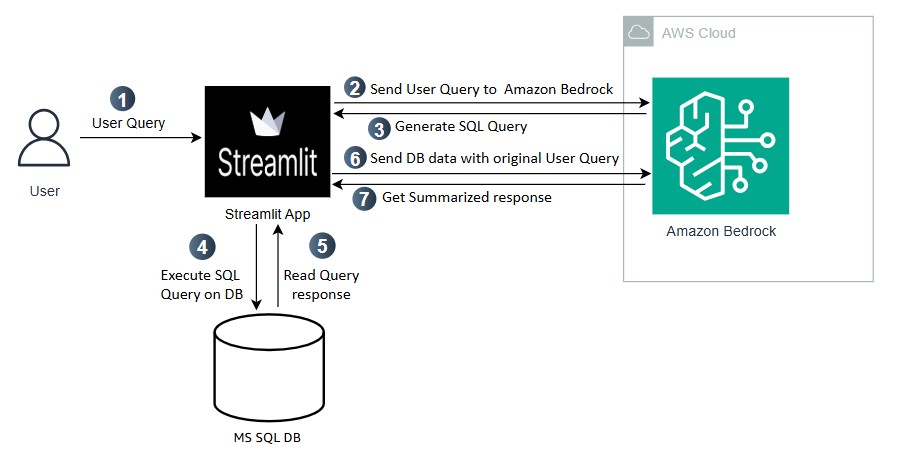 AWS Cloud
1
User Query
User
Streamlit
Streamlit App
2 Send User Query to Amazon Bedrock
3 Generate SQL Query
6 Send DB data with original User Query
7 Get Summarized response
Amazon Bedrock
4
Execute SQL
Query on DB
5
Read Query
response
MS SQL DB